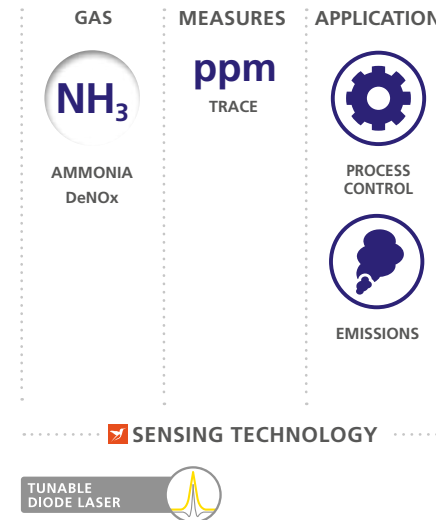 GAS
NH₃
AMMONIA
DeNOx
MEASURES
ppm
TRACE
APPLICATION
PROCESS
CONTROL
EMISSIONS
SENSING TECHNOLOGY
TUNABLE
DIODE LASER